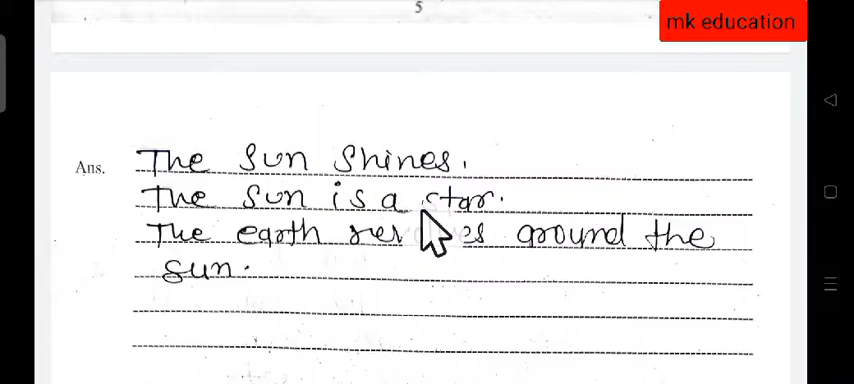 5
mk education
Ans. The sun shines.
The sun is a star.
The earth around the
sun.